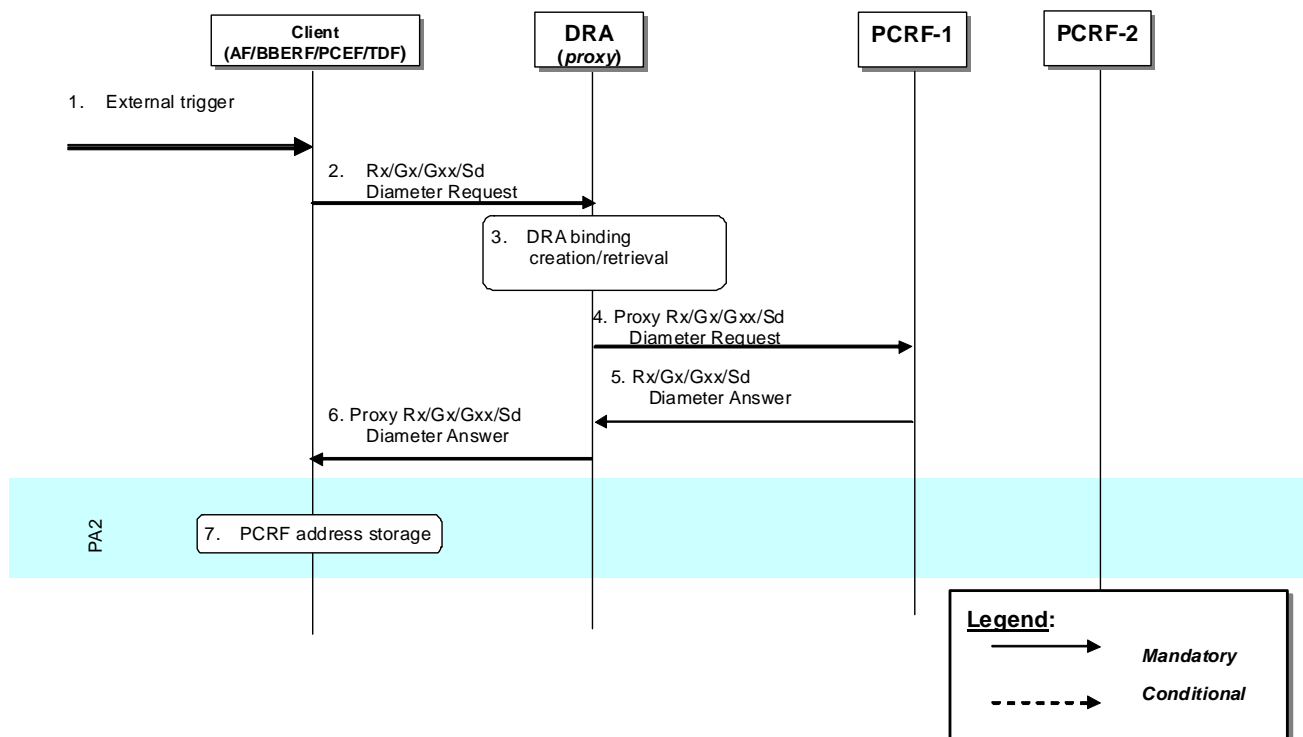 Client
(AF/BBERF/PCEF/TDF)
DRA
(proxy)
PCRF-1
PCRF-2
1. External trigger
2. Rx/Gx/Gxx/Sd
Diameter Request
3. DRA binding
creation/retrieval
4. Proxy Rx/Gx/Gxx/Sd
Diameter Request
5. Rx/Gx/Gxx/Sd
Diameter Answer
6. Proxy Rx/Gx/Gxx/Sd
Diameter Answer
PA2
7. PCRF address storage
Legend:
Mandatory
Conditional